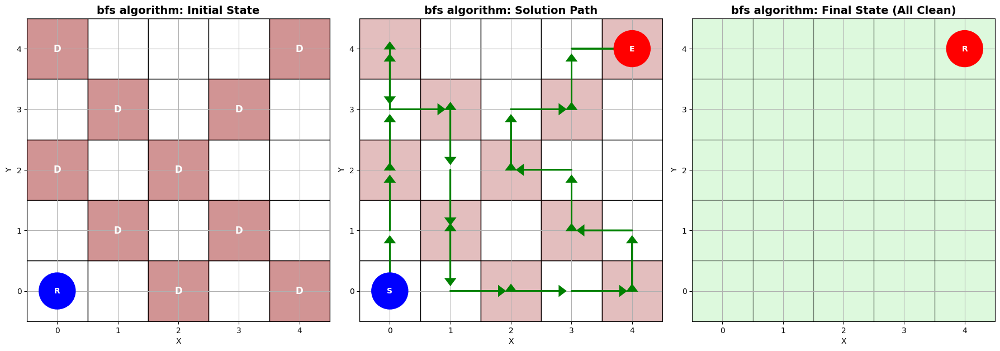 bfs algorithm: Initial State
4
3
2
1
0
Y
D D
D D
D D
D D
R D D
0 1 2 3 4
X
bfs algorithm: Solution Path
4
3
2
1
0
Y
E
S
0 1 2 3 4
X
bfs algorithm: Final State (All Clean)
4
3
2
1
0
Y
R
0 1 2 3 4
X